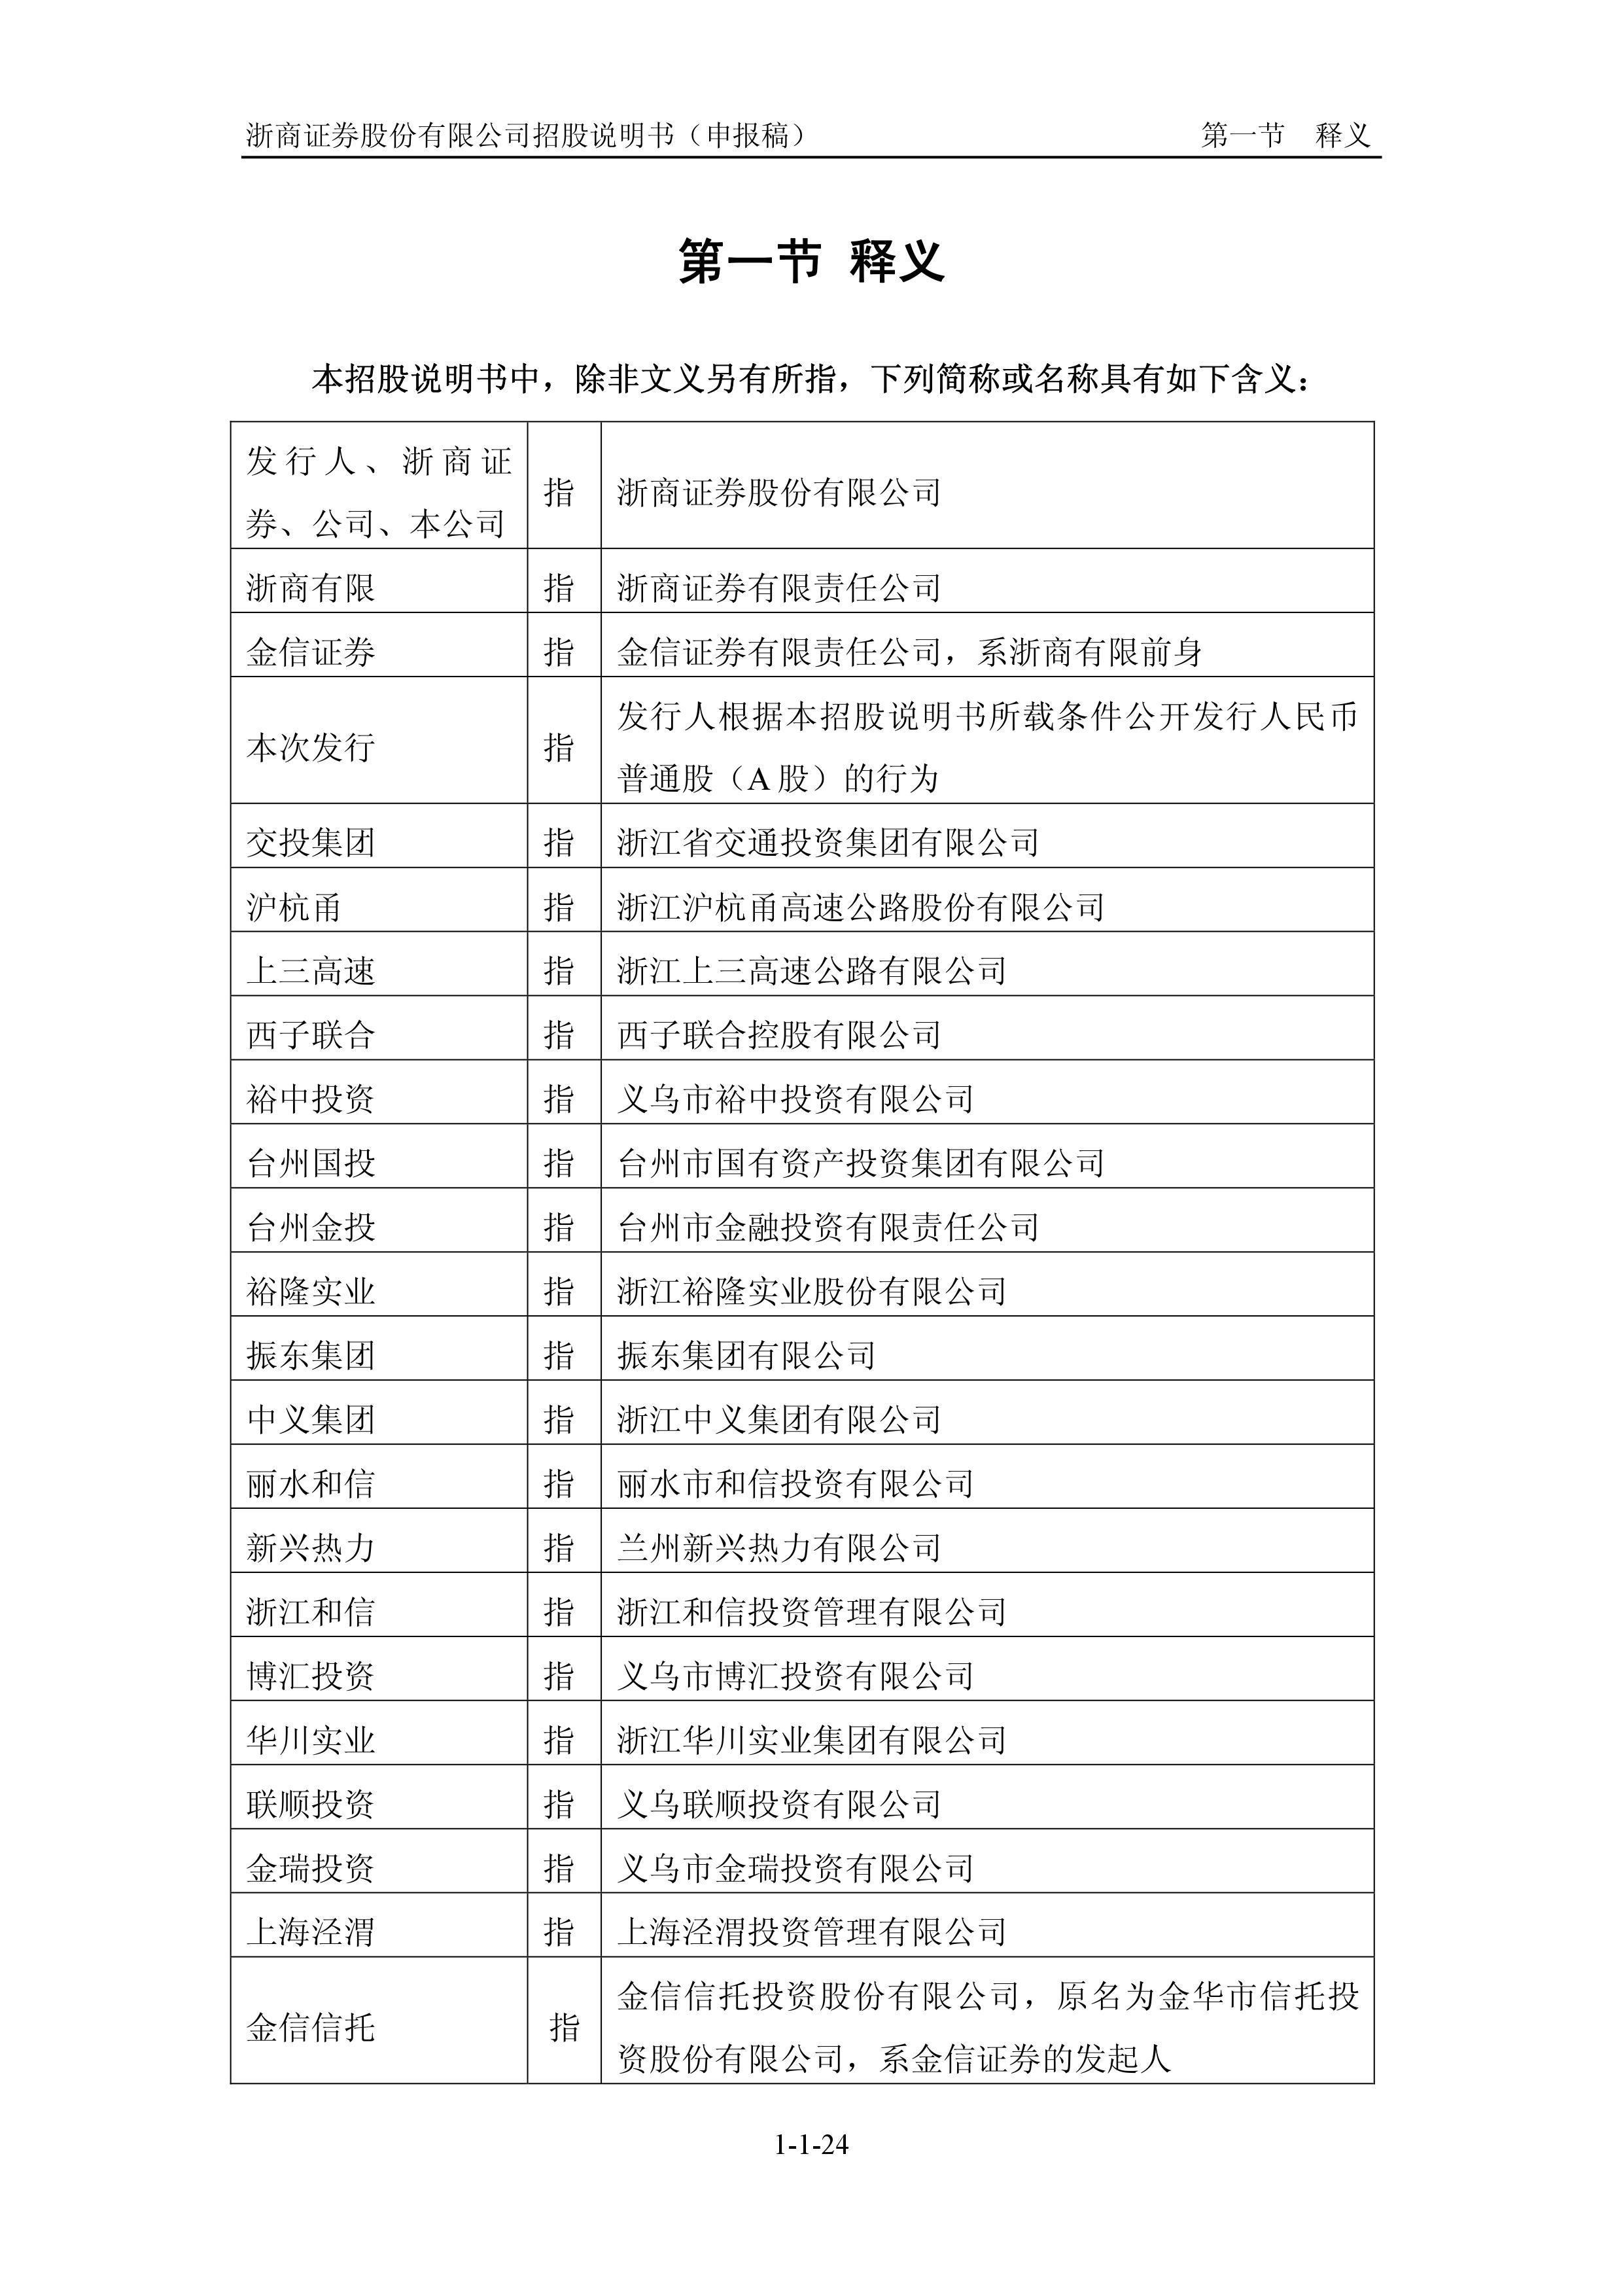 浙商证券股份有限公司招股说明书（申报稿） 第一节 释义
第一节 释义
本招股说明书中，除非文义另有所指，下列简称或名称具有如下含义：
发行人、浙商证
券、公司、本公司 指 浙商证券股份有限公司
浙商有限 指 浙商证券有限责任公司
金信证券 指 金信证券有限责任公司，系浙商有限前身
本次发行 指 发行人根据本招股说明书所载条件公开发行人民币
普通股（A 股）的行为
交投集团 指 浙江省交通投资集团有限公司
沪杭甬 指 浙江沪杭甬高速公路股份有限公司
上三高速 指 浙江上三高速公路有限公司
西子联合 指 西子联合控股有限公司
裕中投资 指 义乌市裕中投资有限公司
台州国投 指 台州市国有资产投资集团有限公司
台州金投 指 台州市金融投资有限责任公司
裕隆实业 指 浙江裕隆实业股份有限公司
振东集团 指 振东集团有限公司
中义集团 指 浙江中义集团有限公司
丽水和信 指 丽水市和信投资有限公司
新兴热力 指 兰州新兴热力有限公司
浙江和信 指 浙江和信投资管理有限公司
博汇投资 指 义乌市博汇投资有限公司
华川实业 指 浙江华川实业集团有限公司
联顺投资 指 义乌联顺投资有限公司
金瑞投资 指 义乌市金瑞投资有限公司
上海泾渭 指 上海泾渭投资管理有限公司
金信信托 指 金信信托投资股份有限公司，原名为金华市信托投
资股份有限公司，系金信证券的发起人
1-1-24